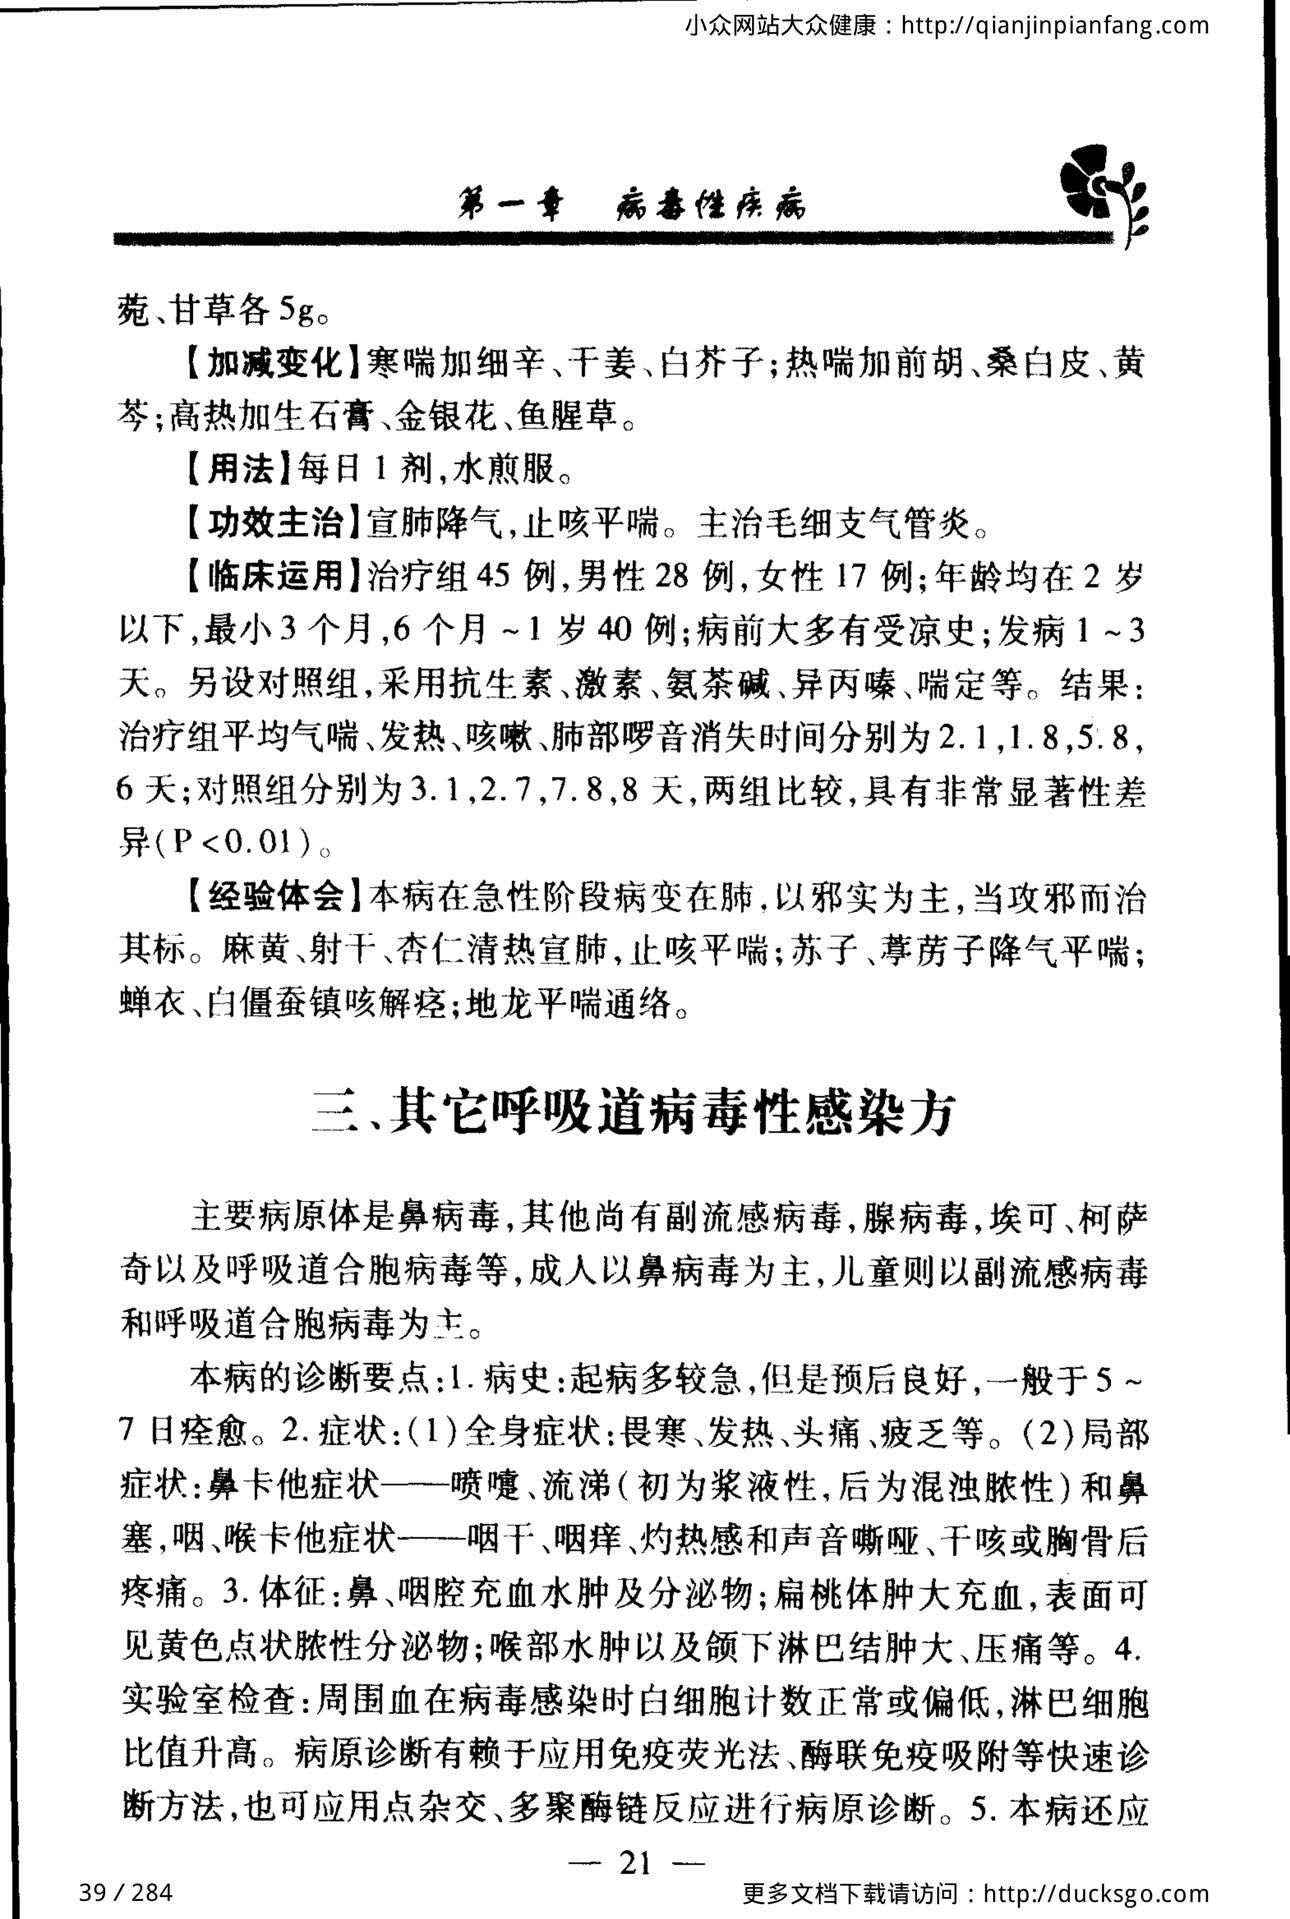 小众网站大众健康：http://qianjinpianfang.com
第一章 病毒性疾病
菀、甘草各5g。
【加减变化】寒喘加细辛、干姜、白芥子；热喘加前胡、桑白皮、黄
芩；高热加生石膏、金银花、鱼腥草。
【用法】每日1剂，水煎服。
【功效主治】宣肺降气，止咳平喘。主治毛细支气管炎。
【临床运用】治疗组45例，男性28例，女性17例；年龄均在2岁
以下，最小3个月，6个月~1岁40例；病前大多有受凉史；发病1~3
天。另设对照组，采用抗生素、激素、氨茶碱、异丙嗪、喘定等。结果：
治疗组平均气喘、发热、咳嗽、肺部啰音消失时间分别为2.1，1.8，5.8，
6天；对照组分别为3.1，2.7，7.8，8天，两组比较，具有非常显著性差
异（P<0.01）。
【经验体会】本病在急性阶段病变在肺，以邪实为主，当攻邪而治
其标。麻黄、射干、杏仁清热宣肺，止咳平喘；苏子、葶苈子降气平喘；
蝉衣、白僵蚕镇咳解痉；地龙平喘通络。
三、其它呼吸道病毒性感染方
主要病原体是鼻病毒，其他尚有副流感病毒，腺病毒，埃可、柯萨
奇以及呼吸道合胞病毒等，成人以鼻病毒为主，儿童则以副流感病毒
和呼吸道合胞病毒为主。
本病的诊断要点：1.病史：起病多较急，但是预后良好，一般于5~
7日痊愈。2.症状：（1）全身症状：畏寒、发热、头痛、疲乏等。（2）局部
症状：鼻卡他症状——喷嚏、流涕（初为浆液性，后为混浊脓性）和鼻
塞，咽、喉卡他症状——咽干、咽痒、灼热感和声音嘶哑、干咳或胸骨后
疼痛。3.体征：鼻、咽腔充血水肿及分泌物；扁桃体肿大充血，表面可
见黄色点状脓性分泌物；喉部水肿以及颌下淋巴结肿大、压痛等。4.
实验室检查：周围血在病毒感染时白细胞计数正常或偏低，淋巴细胞
比值升高。病原诊断有赖于应用免疫荧光法、酶联免疫吸附等快速诊
断方法，也可应用点杂交、多聚酶链反应进行病原诊断。5.本病还应
— 21 —
39 / 284
更多文档下载请访问：http://ducksgo.com